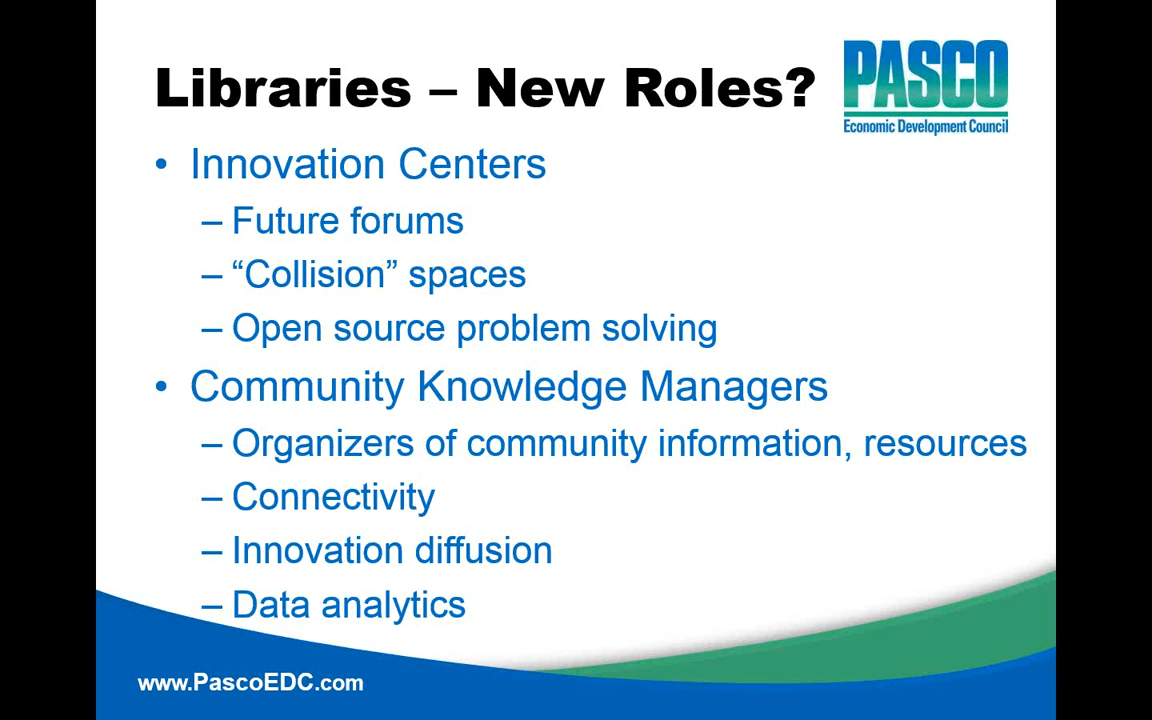 Libraries – New Roles?
PASCO
Economic Development Council
• Innovation Centers
– Future forums
– “Collision” spaces
– Open source problem solving
• Community Knowledge Managers
– Organizers of community information, resources
– Connectivity
– Innovation diffusion
– Data analytics
www.PascoEDC.com